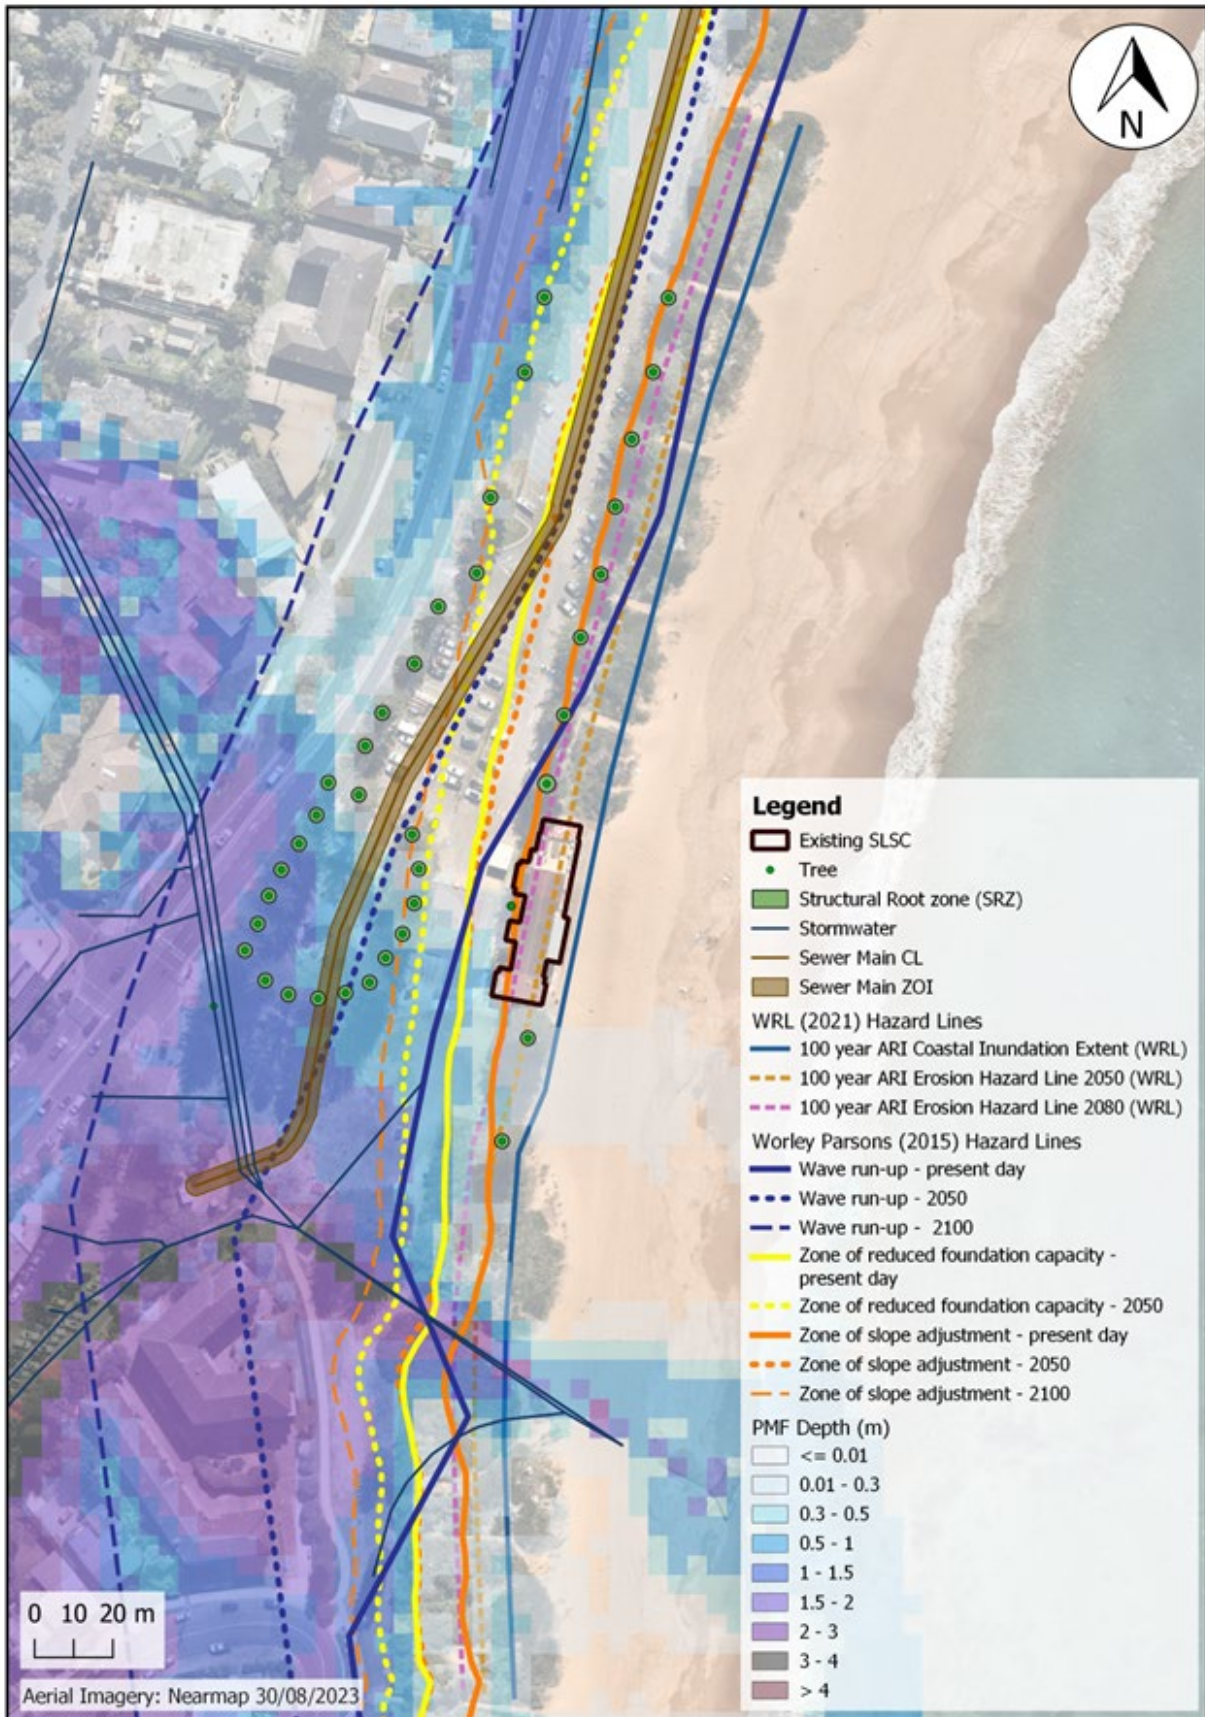 N
Legend
Existing SLSC
Tree
Structural Root zone (SRZ)
Stormwater
Sewer Main CL
Sewer Main ZOI
WRL (2021) Hazard Lines
100 year ARI Coastal Inundation Extent (WRL)
100 year ARI Erosion Hazard Line 2050 (WRL)
100 year ARI Erosion Hazard Line 2080 (WRL)
Worley Parsons (2015) Hazard Lines
Wave run-up - present day
Wave run-up - 2050
Wave run-up - 2100
Zone of reduced foundation capacity -
present day
Zone of reduced foundation capacity - 2050
Zone of slope adjustment - present day
Zone of slope adjustment - 2050
Zone of slope adjustment - 2100
PMF Depth (m)
<= 0.01
0.01 - 0.3
0.3 - 0.5
0.5 - 1
1 - 1.5
1.5 - 2
2 - 3
3 - 4
> 4
0 10 20 m
Aerial Imagery: Nearmap 30/08/2023